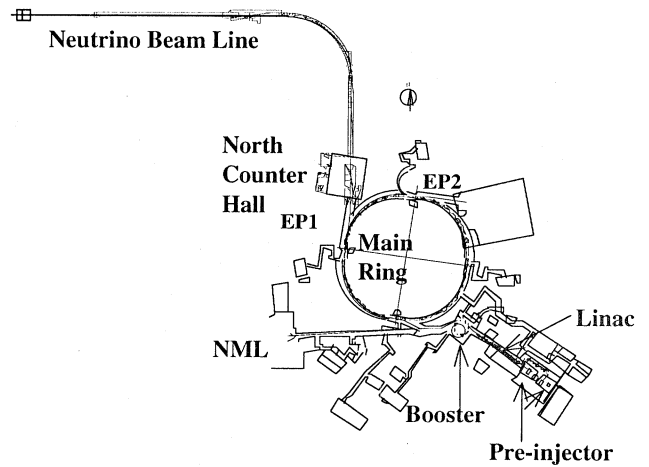 Neutrino Beam Line
North
Counter
Hall
EP2
EP1
Main
Ring
Linac
NML
Booster
Pre-injector